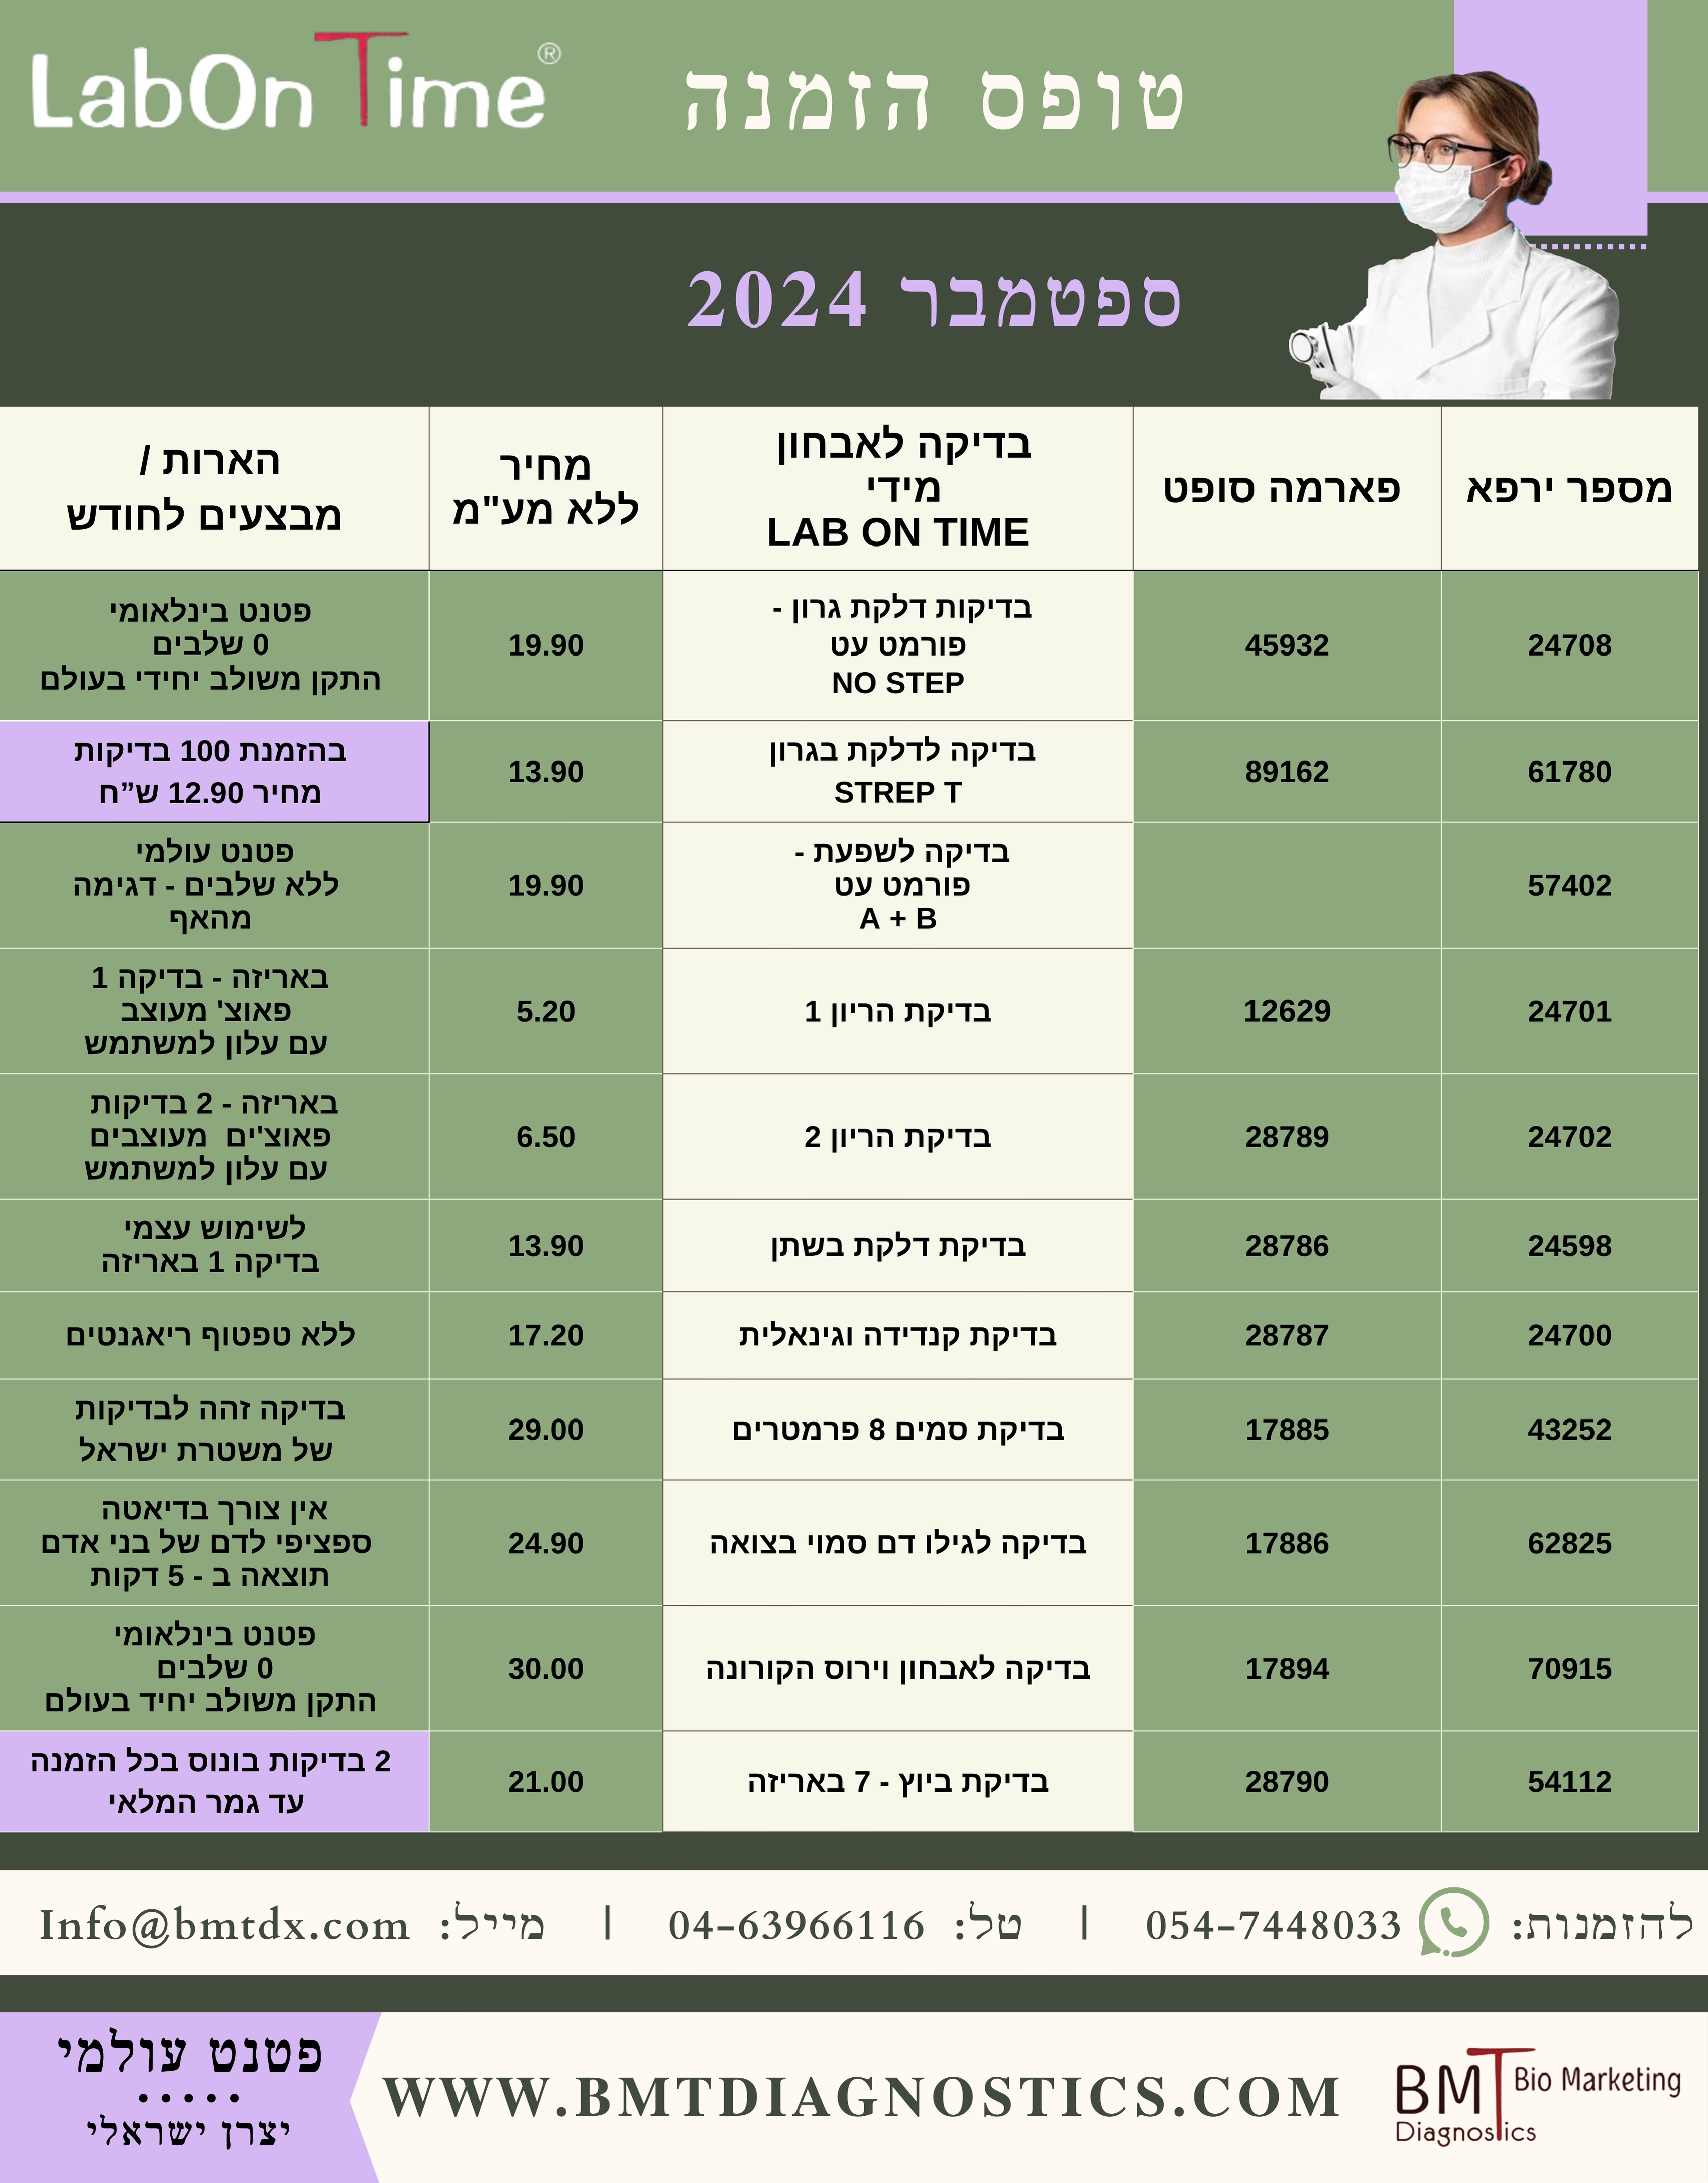 LabOn Time®
טופס הזמנה
ספטמבר 2024
מספר ירפא
פארמה סופט
בדיקה לאבחון
מידי
LAB ON TIME
מחיר
ללא מע"מ
הארות /
מבצעים לחודש
24708
45932
בדיקות דלקת גרון -
פורמט עט
NO STEP
19.90
פטנט בינלאומי
0 שלבים
התקן משולב יחידי בעולם
61780
89162
בדיקה לדלקת בגרון
STREP T
13.90
בהזמנת 100 בדיקות
מחיר 12.90 ש”ח
57402
בדיקה לשפעת -
פורמט עט
A + B
19.90
פטנט עולמי
ללא שלבים - דגימה
מהאף
24701
12629
בדיקת הריון 1
5.20
באריזה - בדיקה 1
פאוצ' מעוצב
עם עלון למשתמש
24702
28789
בדיקת הריון 2
6.50
באריזה - 2 בדיקות
פאוצ'ים מעוצבים
עם עלון למשתמש
24598
28786
בדיקת דלקת בשתן
13.90
לשימוש עצמי
בדיקה 1 באריזה
24700
28787
בדיקת קנדידה וגינאלית
17.20
ללא טפטוף ריאגנטים
43252
17885
בדיקת סמים 8 פרמטרים
29.00
בדיקה זהה לבדיקות
של משטרת ישראל
62825
17886
בדיקה לגילו דם סמוי בצואה
24.90
אין צורך בדיאטה
ספציפי לדם של בני אדם
תוצאה ב - 5 דקות
70915
17894
בדיקה לאבחון וירוס הקורונה
30.00
פטנט בינלאומי
0 שלבים
התקן משולב יחיד בעולם
54112
28790
בדיקת ביוץ - 7 באריזה
21.00
2 בדיקות בונוס בכל הזמנה
עד גמר המלאי
להזמנות: 054-7448033 | טל: 04-63966116 | מייל: Info@bmtdx.com
פטנט עולמי
יצרן ישראלי
WWW.BMTDIAGNOSTICS.COM
BMT Bio Marketing
Diagnostics